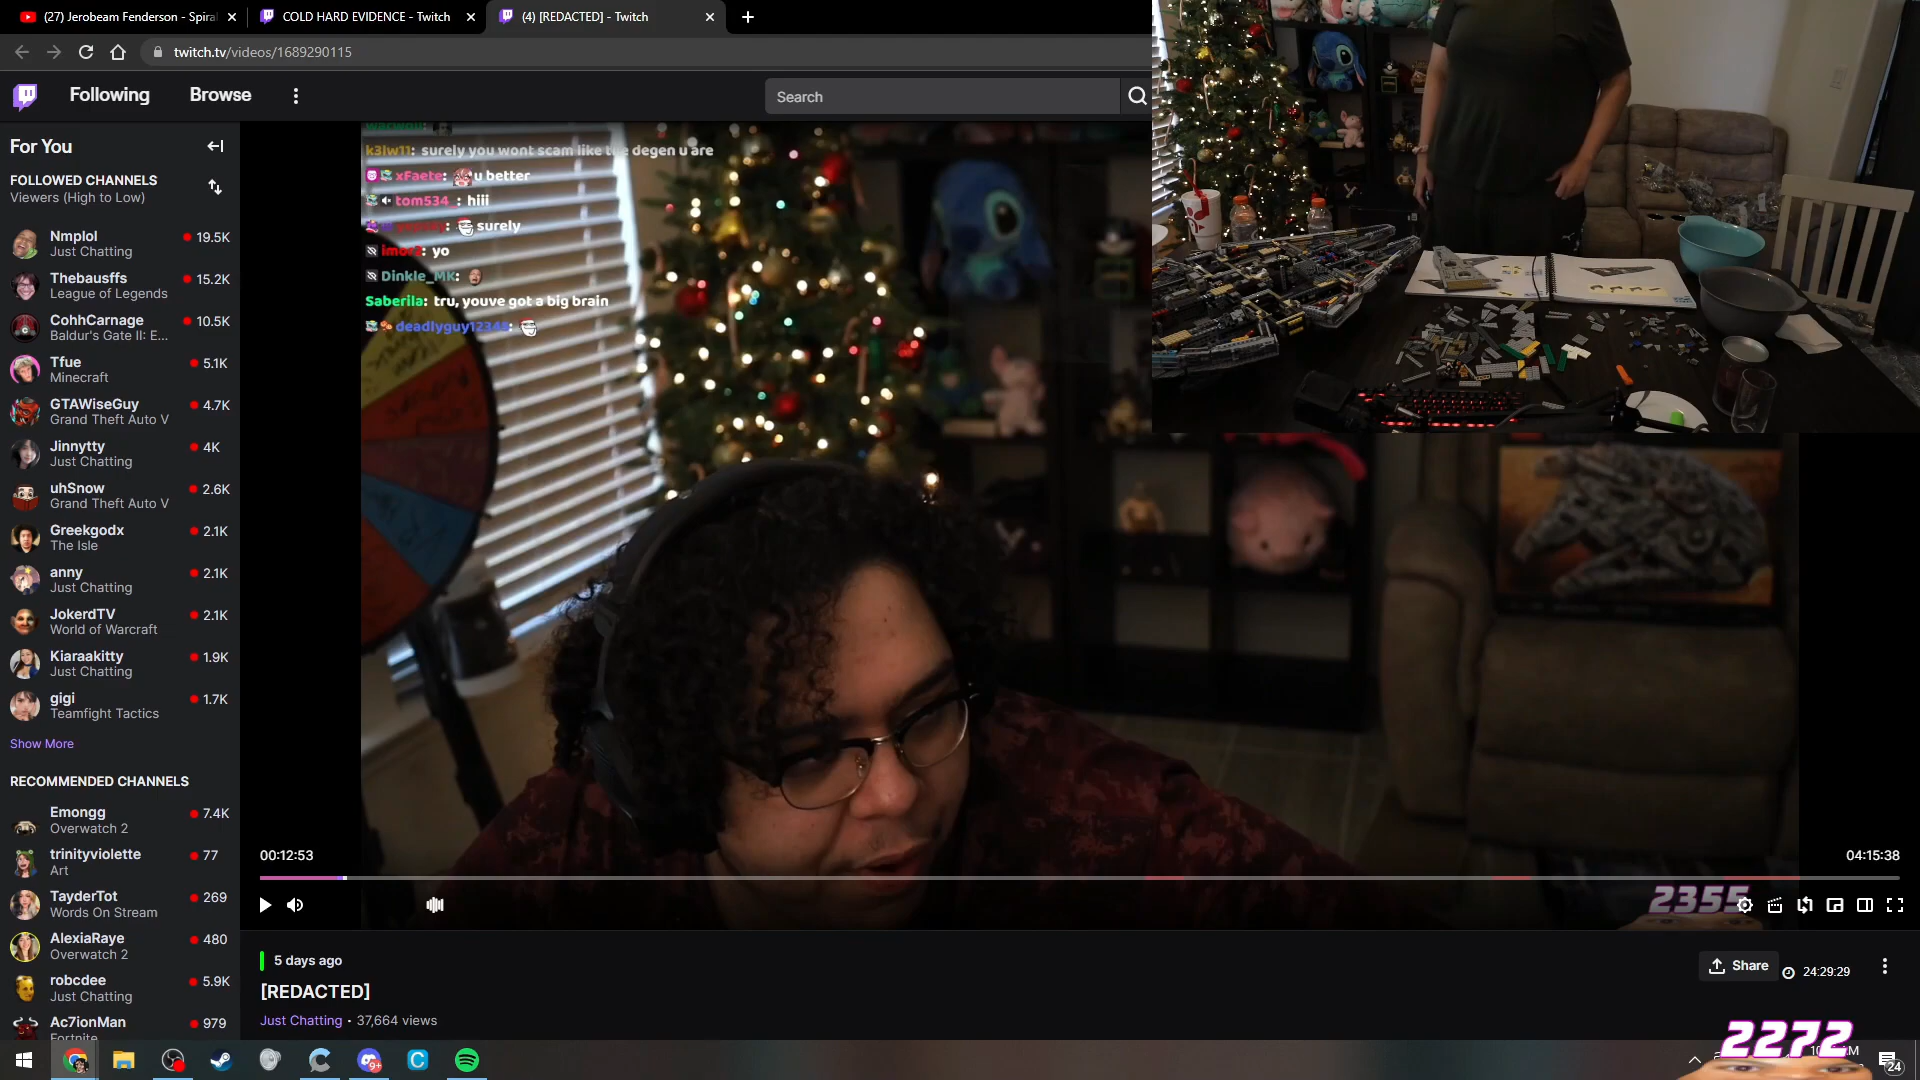 (27) Jerobeam Fenderson - Spiral
COLD HARD EVIDENCE - Twitch
(4) [REDACTED] - Twitch
twitch.tv/videos/1689290115
Following
Browse
Search
For You
FOLLOWED CHANNELS
Viewers (High to Low)
Nmplol
19.5K
Just Chatting
Thebausffs
15.2K
League of Legends
CohhCarnage
10.5K
Baldur's Gate II: E...
Tfue
5.1K
Minecraft
GTAWiseGuy
4.7K
Grand Theft Auto V
Jinnytty
4K
Just Chatting
uhSnow
2.6K
Grand Theft Auto V
Greekgodx
2.1K
The Isle
anny
2.1K
Just Chatting
JokerdTV
2.1K
World of Warcraft
Kiaraakitty
1.9K
Just Chatting
gigi
1.7K
Teamfight Tactics
Show More
RECOMMENDED CHANNELS
Emongg
7.4K
Overwatch 2
trinityviolette
77
Art
TayderTot
269
Words On Stream
AlexiaRaye
480
Overwatch 2
robcdee
5.9K
Just Chatting
Ac7ionMan
979
Fortnite
k3lw11: surely you wont scam like the degen u are
xFaete: u better
tom534_: hiii
surely
imor3: yo
Dinkle_MK:
Saberila: tru, youve got a big brain
deadlyguy12345:
00:12:53
04:15:38
2355
5 days ago
Share
24:29:29
[REDACTED]
Just Chatting • 37,664 views
2272
9+
24